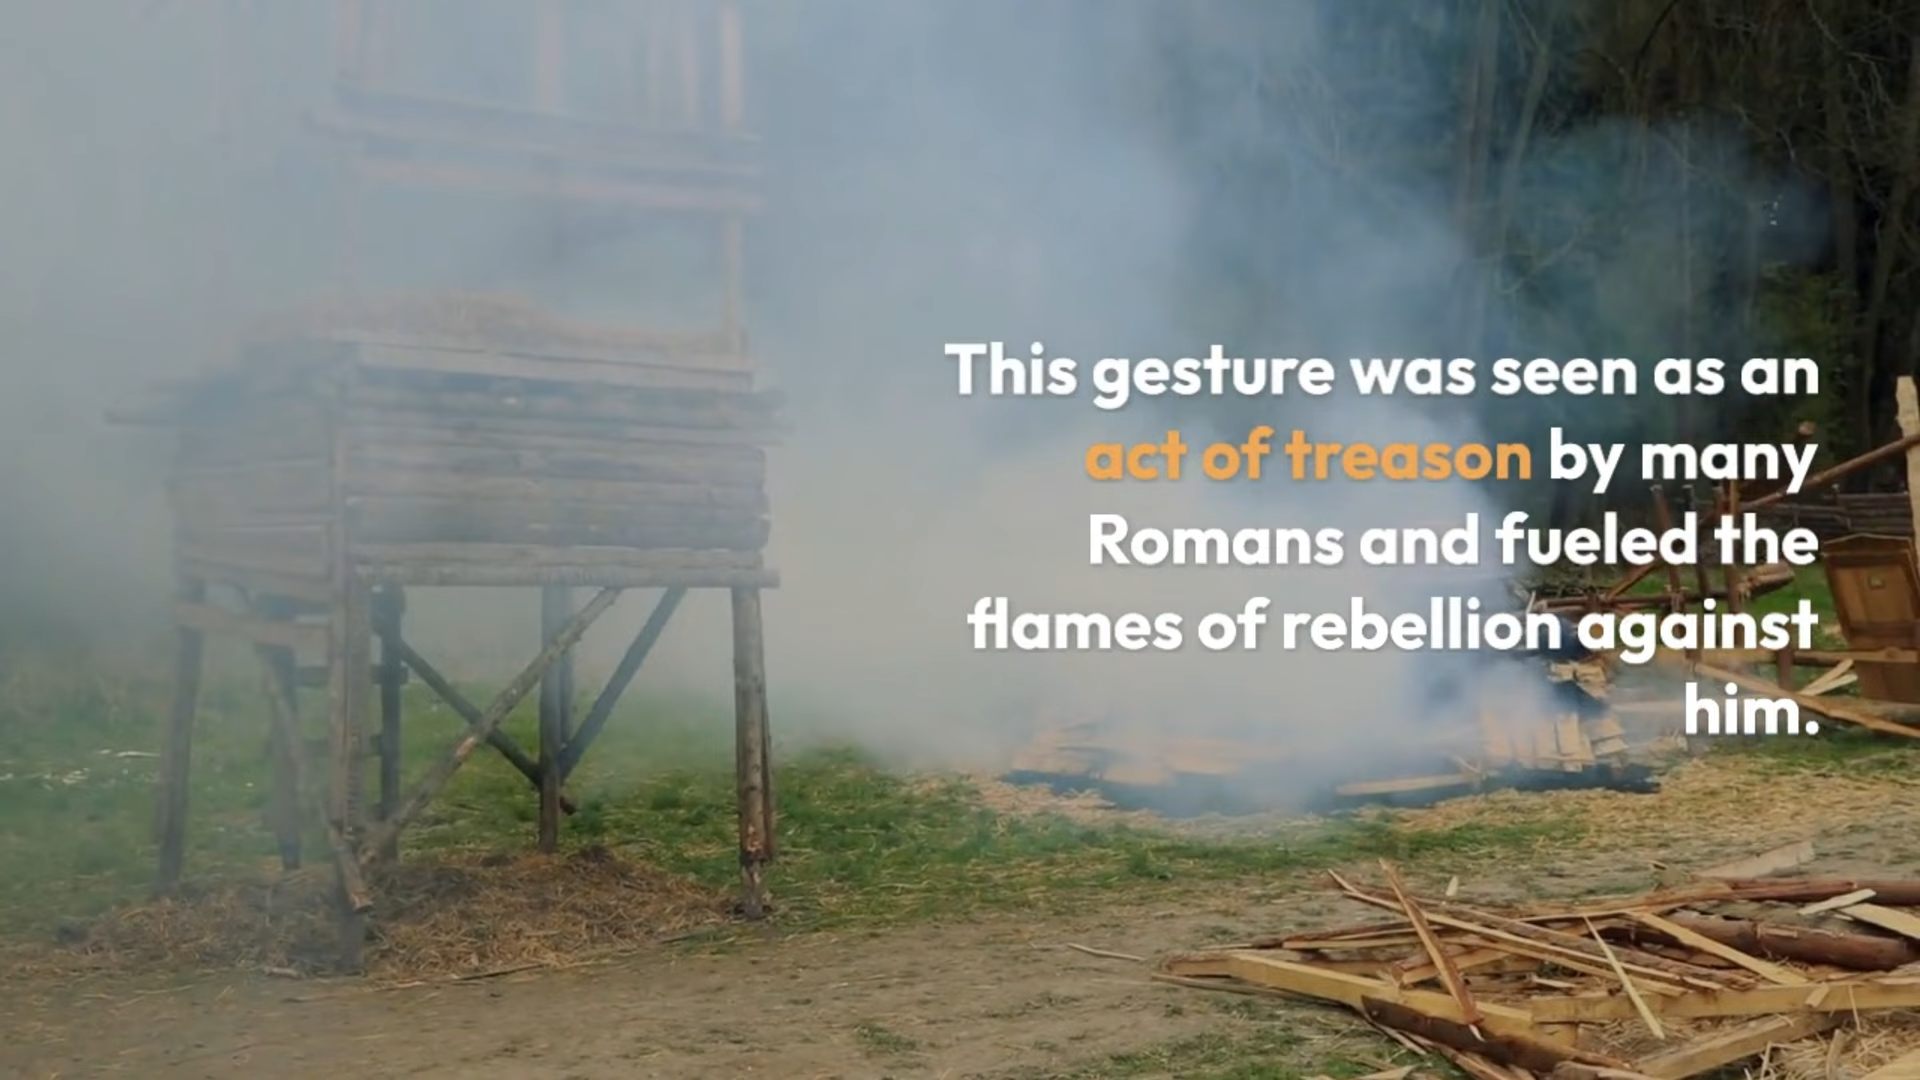 This gesture was seen as an
act of treason by many
Romans and fueled the
flames of rebellion against
him.